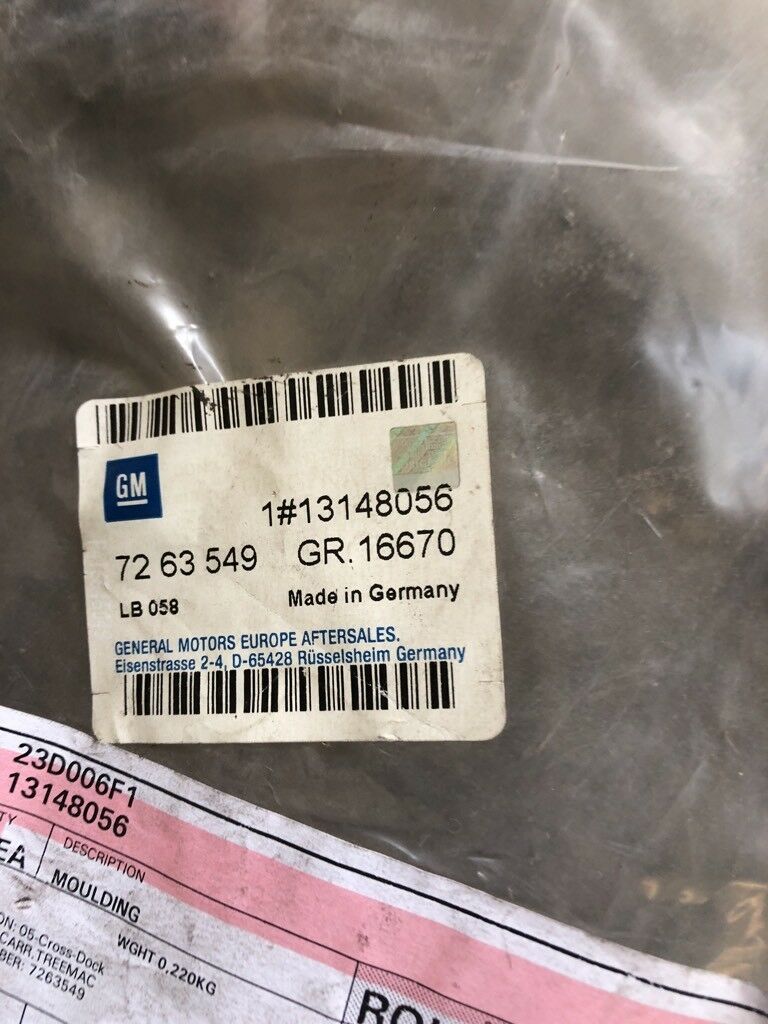 GM
1#13148056
72 63 549 GR. 16670
LB 058 Made in Germany
GENERAL MOTORS EUROPE AFTERSALES.
Eisenstrasse 2-4, D-65428 Rüsselsheim Germany
23D006F1
13148056
TY DESCRIPTION
EA MOULDING
WGHT 0.220KG
ON: 05-Cross-Dock
CARR.TREEMAC
BER: 7263549